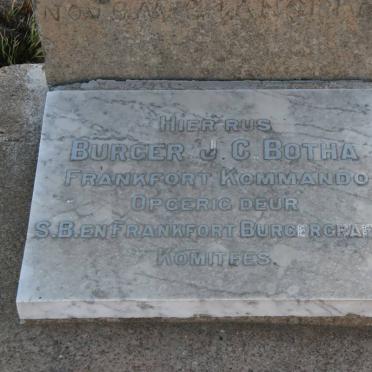 HIER RUS
BURGER J. C. BOTHA
FRANKFORT KOMMANDO
OPGERIG DEUR
S.B. EN FRANKFORT BURGERGRAF
KOMITEES.